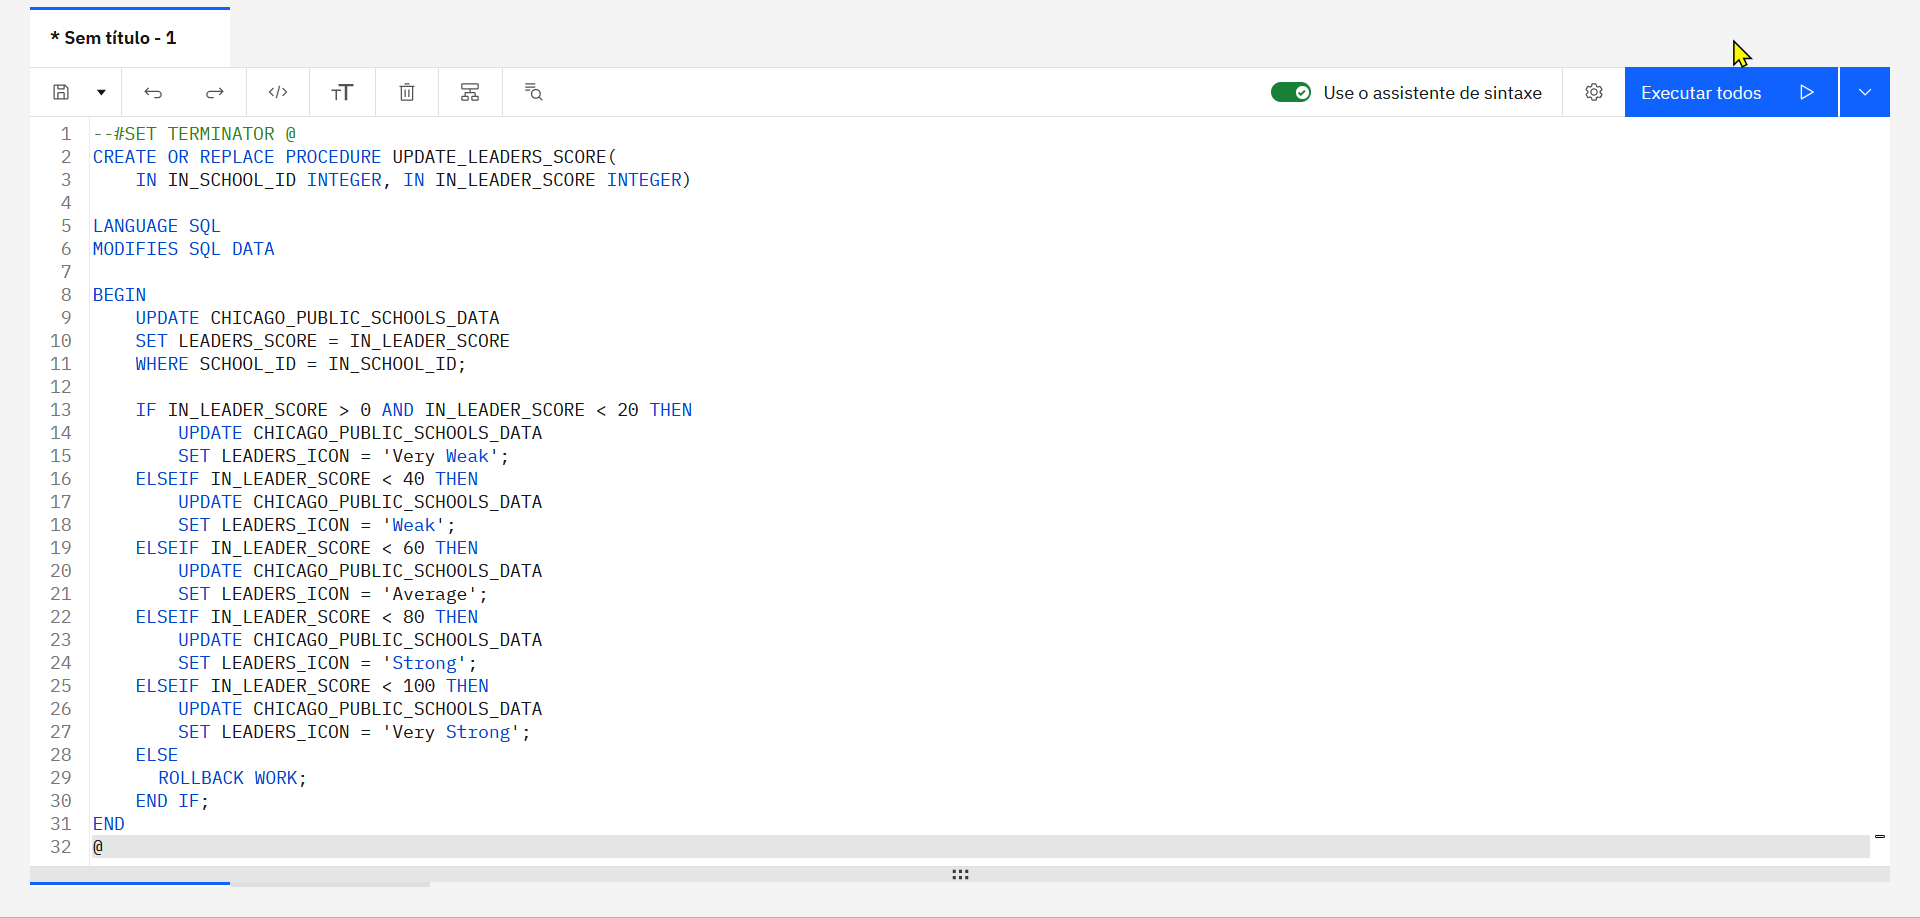 * Sem título - 1
Use o assistente de sintaxe
Executar todos
1 --#SET TERMINATOR @
2 CREATE OR REPLACE PROCEDURE UPDATE_LEADERS_SCORE(
3     IN IN_SCHOOL_ID INTEGER, IN IN_LEADER_SCORE INTEGER)
4
5 LANGUAGE SQL
6 MODIFIES SQL DATA
7
8 BEGIN
9     UPDATE CHICAGO_PUBLIC_SCHOOLS_DATA
10     SET LEADERS_SCORE = IN_LEADER_SCORE
11     WHERE SCHOOL_ID = IN_SCHOOL_ID;
12
13     IF IN_LEADER_SCORE > 0 AND IN_LEADER_SCORE < 20 THEN
14         UPDATE CHICAGO_PUBLIC_SCHOOLS_DATA
15         SET LEADERS_ICON = 'Very Weak';
16     ELSEIF IN_LEADER_SCORE < 40 THEN
17         UPDATE CHICAGO_PUBLIC_SCHOOLS_DATA
18         SET LEADERS_ICON = 'Weak';
19     ELSEIF IN_LEADER_SCORE < 60 THEN
20         UPDATE CHICAGO_PUBLIC_SCHOOLS_DATA
21         SET LEADERS_ICON = 'Average';
22     ELSEIF IN_LEADER_SCORE < 80 THEN
23         UPDATE CHICAGO_PUBLIC_SCHOOLS_DATA
24         SET LEADERS_ICON = 'Strong';
25     ELSEIF IN_LEADER_SCORE < 100 THEN
26         UPDATE CHICAGO_PUBLIC_SCHOOLS_DATA
27         SET LEADERS_ICON = 'Very Strong';
28     ELSE
29       ROLLBACK WORK;
30     END IF;
31 END
32 @